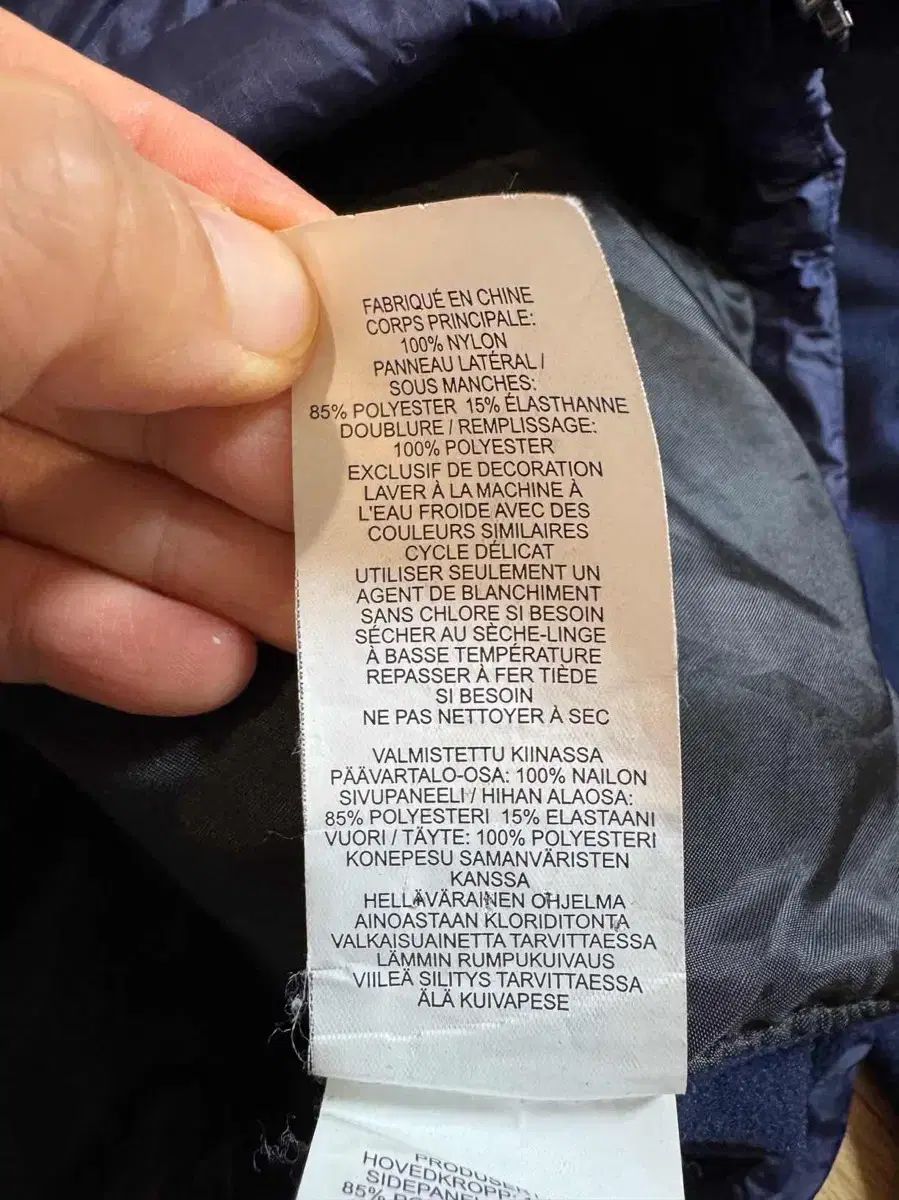 FABRIQUÉ EN CHINE
CORPS PRINCIPALE:
100% NYLON
PANNEAU LATÉRAL /
SOUS MANCHES:
85% POLYESTER 15% ÉLASTHANNE
DOUBLURE / REMPLISSAGE:
100% POLYESTER
EXCLUSIF DE DECORATION
LAVER À LA MACHINE À
L'EAU FROIDE AVEC DES
COULEURS SIMILAIRES
CYCLE DÉLICAT
UTILISER SEULEMENT UN
AGENT DE BLANCHIMENT
SANS CHLORE SI BESOIN
SÉCHER AU SÈCHE-LINGE
À BASSE TEMPÉRATURE
REPASSER À FER TIÈDE
SI BESOIN
NE PAS NETTOYER À SEC
VALMISTETTU KIINASSA
PÄÄVARTALO-OSA: 100% NAILON
SIVUPANEELI / HIHAN ALAOSA:
85% POLYESTERI 15% ELASTAANI
VUORI / TÄYTE: 100% POLYESTERI
KONEPESU SAMANVÄRISTEN
KANSSA
HELLÄVÄRAINEN OHJELMA
AINOASTAAN KLORIDITONTA
VALKAISUAINETTA TARVITTAESSA
LÄMMIN RUMPUKUIVAUS
VIILEÄ SILITYS TARVITTAESSA
ÄLÄ KUIVAPESE
85%